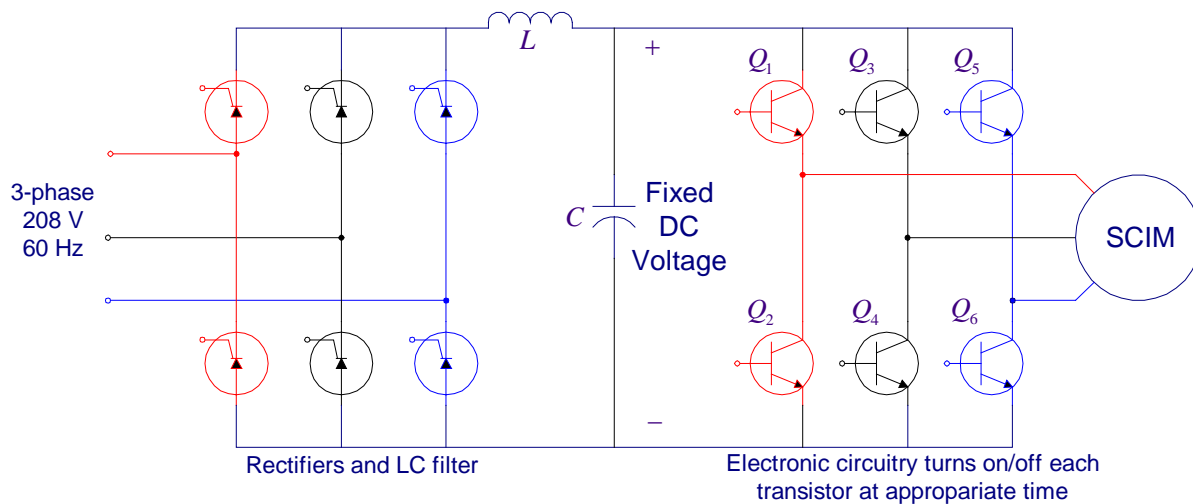 L
+
Q1
Q3
Q5
3-phase
208 V
60 Hz
C
Fixed
DC
Voltage
SCIM
Q2
Q4
Q6
−
Rectifiers and LC filter
Electronic circuitry turns on/off each
transistor at appropariate time